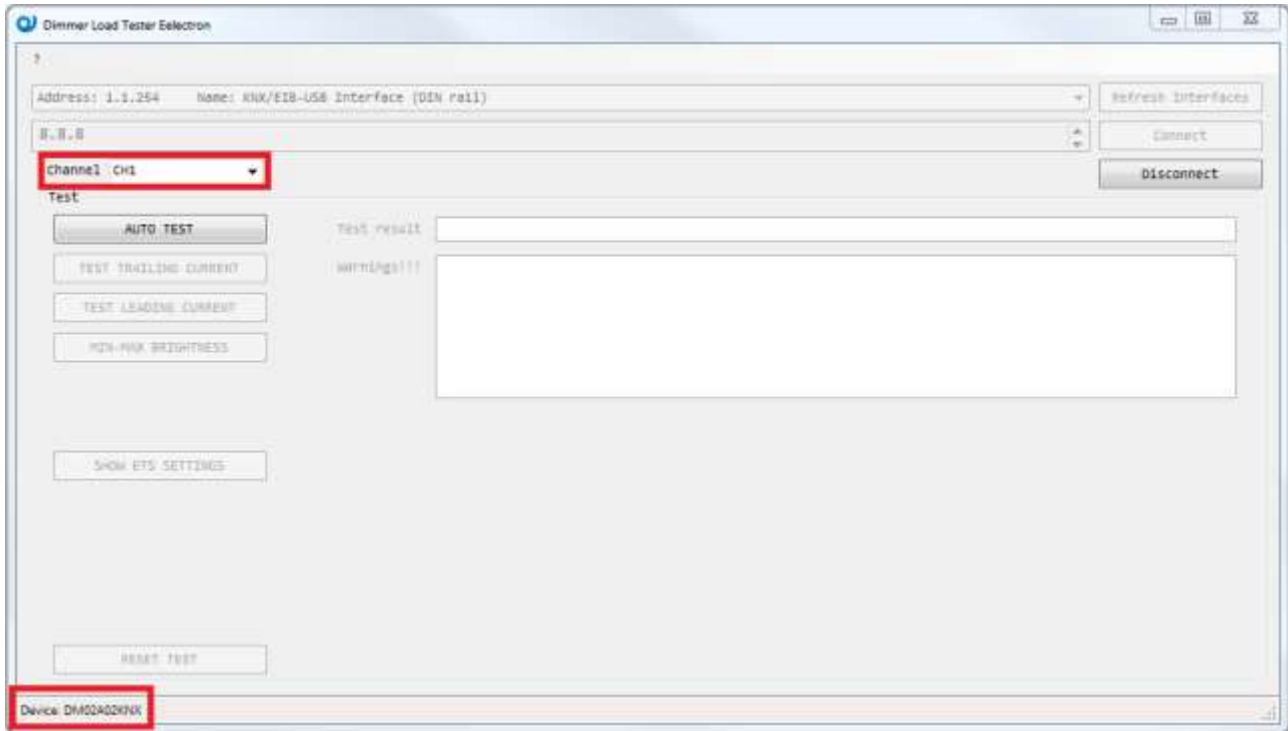 Dimmer Load Tester Eelectron
?
Address: 1.1.254 Name: KNX/EIB-USB Interface (DIN rail)
Refresh Interfaces
8.8.8
Connect
Channel CH1
Disconnect
Test
AUTO TEST
Test result
TEST TRAILING CURRENT
Warnings!!!
TEST LEADING CURRENT
MIN-MAX BRIGHTNESS
SHOW ETS SETTINGS
RESET TEST
Device: DM02A02KNX